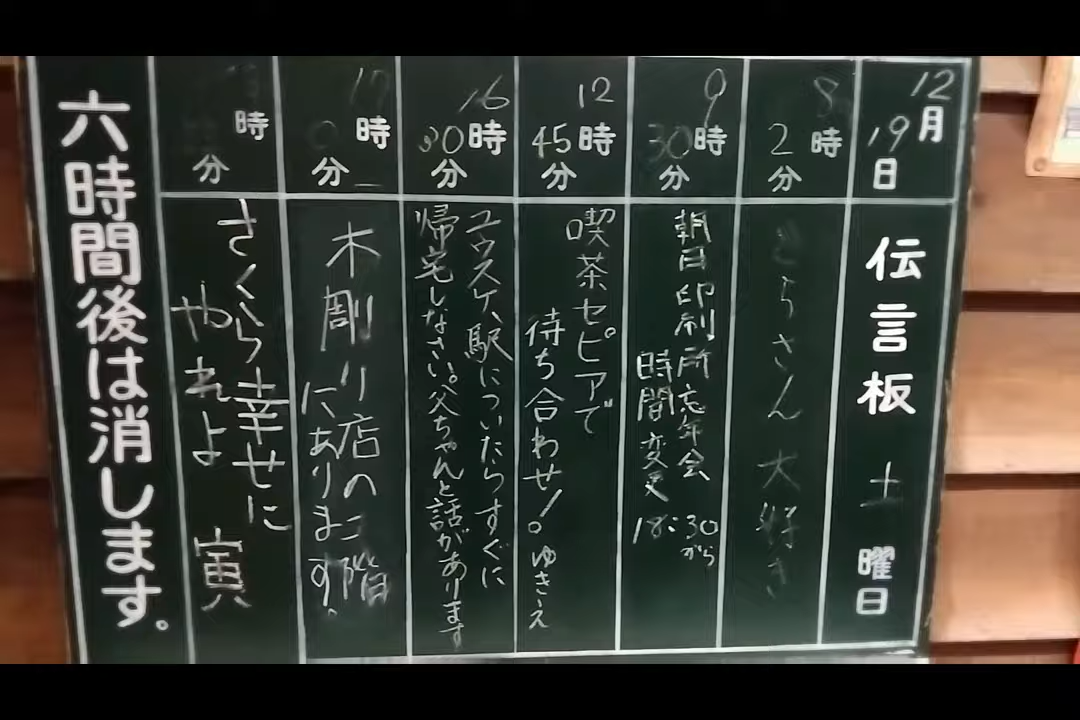 12月
19日
伝言板 土曜日
8時
2分
さらさん 大好き
9時
30分
朝日印刷所忘年会
時間変更 18:30から
12時
45分
喫茶セピアで
待ち合わせ!。ゆきえ
16時
30分
ユウスケ、駅についたらすぐに
帰宅しなさい。父ちゃんと話があります
17時
0分
木彫り店の二階
にあります。
時
分
さくら幸せに
やれよ 寅
六時間後は消します。